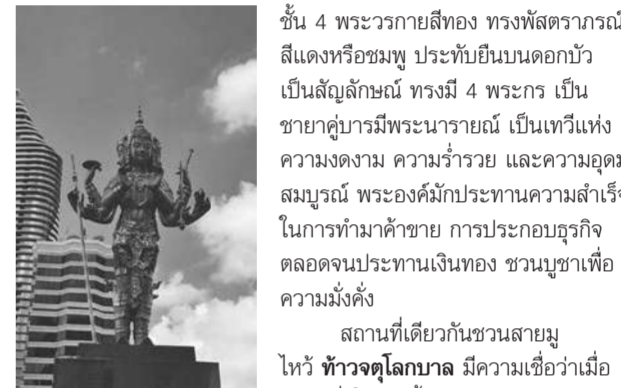 ชั้น 4 พระวรกายสีทอง ทรงพัสตราภรณ์
สีแดงหรือชมพู ประทับยืนบนดอกบัว
เป็นสัญลักษณ์ ทรงมี 4 พระกร เป็น
ชายาคู่บารมีพระนารายณ์ เป็นเทวีแห่ง
ความงดงาม ความร่ำรวย และความอุดม
สมบูรณ์ พระองค์มักประทานความสำเร็จ
ในการทำมาค้าขาย การประกอบธุรกิจ
ตลอดจนประทานเงินทอง ชวนบูชาเพื่อ
ความมั่งคั่ง
สถานที่เดียวกันชวนสายมู
ไหว้ ท้าวจตุโลกบาล มีความเชื่อว่าเมื่อ